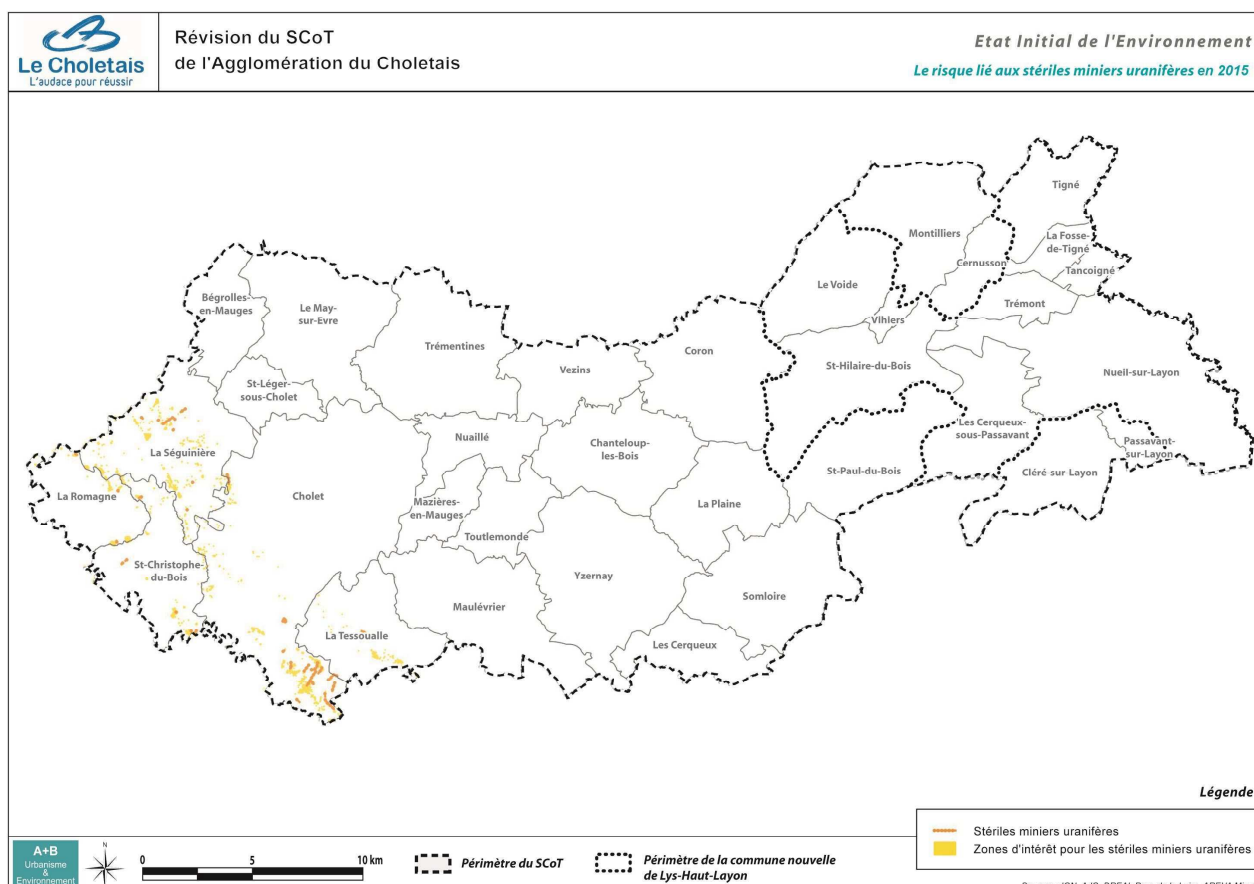 Le Choletais
L'audace pour réussir
Révision du SCoT
de l'Agglomération du Choletais
Etat Initial de l'Environnement
Le risque lié aux stériles miniers uranifères en 2015
Tigné
Montilliers
La Fosse-
de-Tigné
Cernusson
Tancoigné
Le Voide
Trémont
Bégrolles-
en-Mauges
Le May-
sur-Evre
Vihiers
Trémentines
Coron
St-Hilaire-du-Bois
Vezins
Nueil-sur-Layon
St-Léger-
sous-Cholet
Les Cerqueux-
sous-Passavant
Nuaillé
Chanteloup-
les-Bois
Passavant-
sur-Layon
La Séguinière
St-Paul-du-Bois
Cléré-sur-Layon
La Romagne
Cholet
Mazières-
en-Mauges
La Plaine
Toutlemonde
St-Christophe-
du-Bois
Yzernay
Somloire
Maulévrier
La Tessoualle
Les Cerqueux
Légende
Stériles miniers uranifères
Zones d'intérêt pour les stériles miniers uranifères
A+B
Urbanisme
&
Environnement
N
0 5 10 km
Périmètre du SCoT
Périmètre de la commune nouvelle
de Lys-Haut-Layon